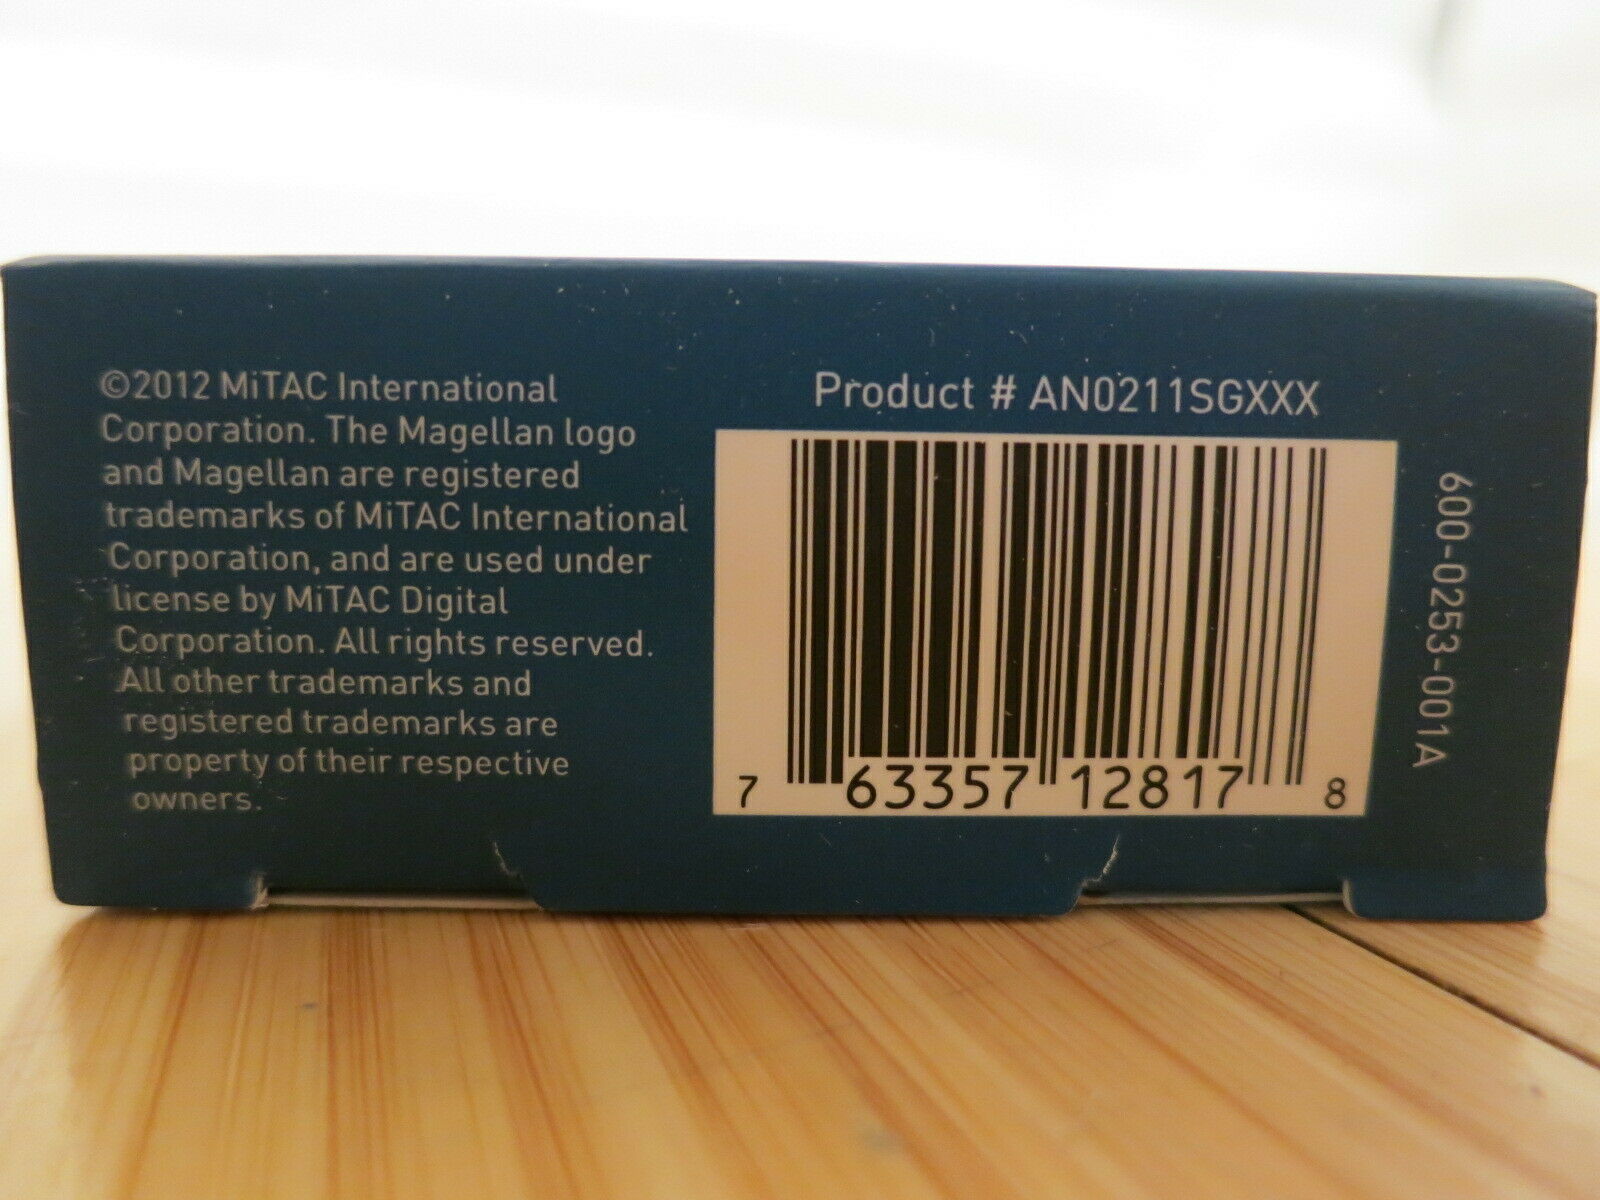 ©2012 MiTAC International
Corporation. The Magellan logo
and Magellan are registered
trademarks of MiTAC International
Corporation, and are used under
license by MiTAC Digital
Corporation. All rights reserved.
All other trademarks and
registered trademarks are
property of their respective
owners.
Product # AN0211SGXXX
7 63357 12817 8
600-0253-001A